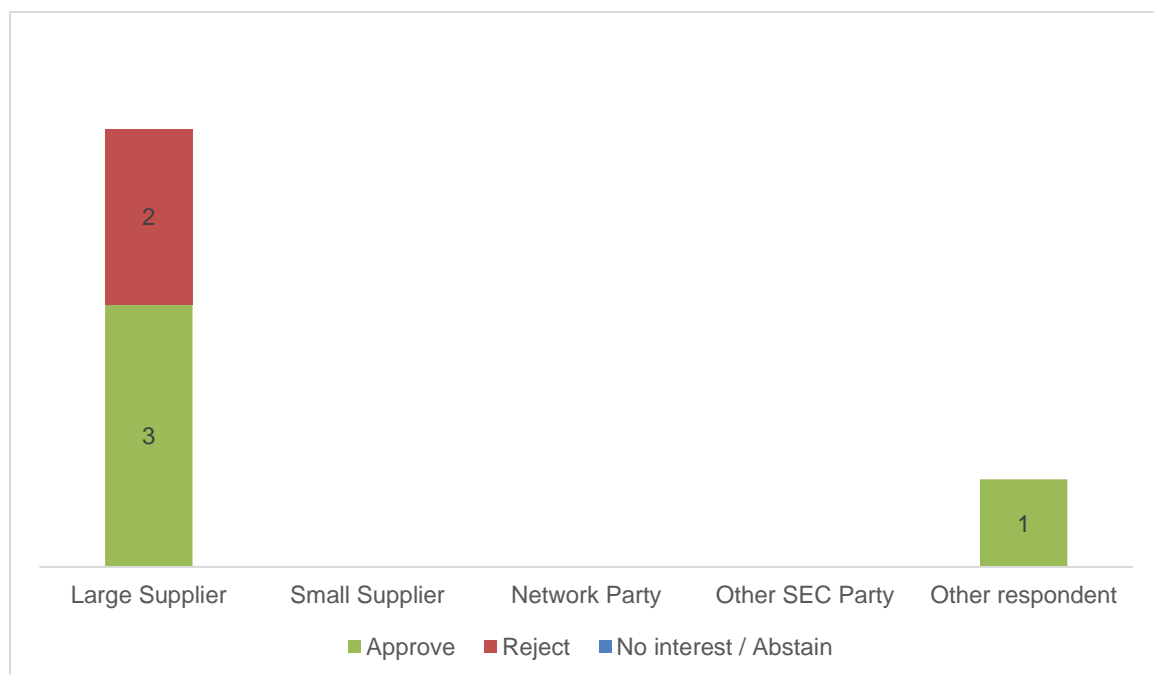 2
3
1
Large Supplier Small Supplier Network Party Other SEC Party Other respondent
Approve Reject No interest / Abstain